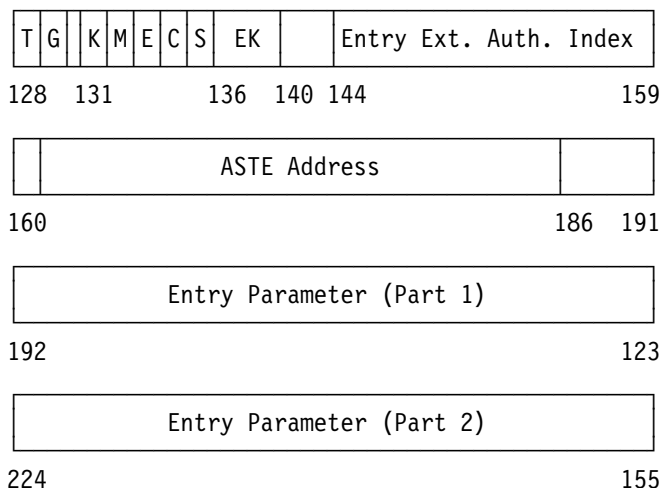 T G K M E C S EK Entry Ext. Auth. Index
128 131 136 140 144 159
ASTE Address
160 186 191
Entry Parameter (Part 1)
192 123
Entry Parameter (Part 2)
224 155